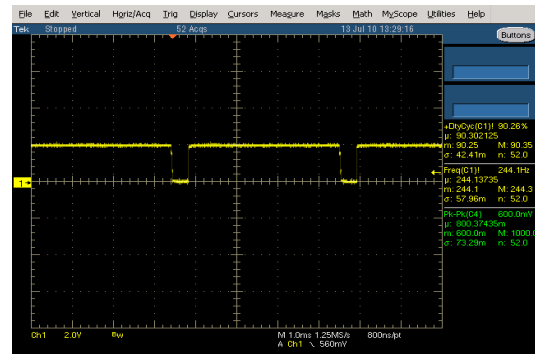 File Edit Vertical Horiz/Acq Trig Display Cursors Measure Masks Math MyScope Utilities Help
Tek Stopped 52 Acqs 13 Jul 10 13:29:16 Buttons
+DtyCyc(C1)! 90.26%
µ: 90.302125
m: 90.25 M: 90.35
σ: 42.41m n: 52.0
Freq(C1)! 244.1Hz
µ: 244.13735
m: 244.1 M: 244.3
σ: 57.96m n: 52.0
Pk-Pk(C4) 600.0mV
µ: 800.37435m
m: 600.0m M: 1000.0
σ: 73.29m n: 52.0
1
Ch1 2.0V Bw M 1.0ms 1.25MS/s 800ns/pt
A Ch1 \ 560mV